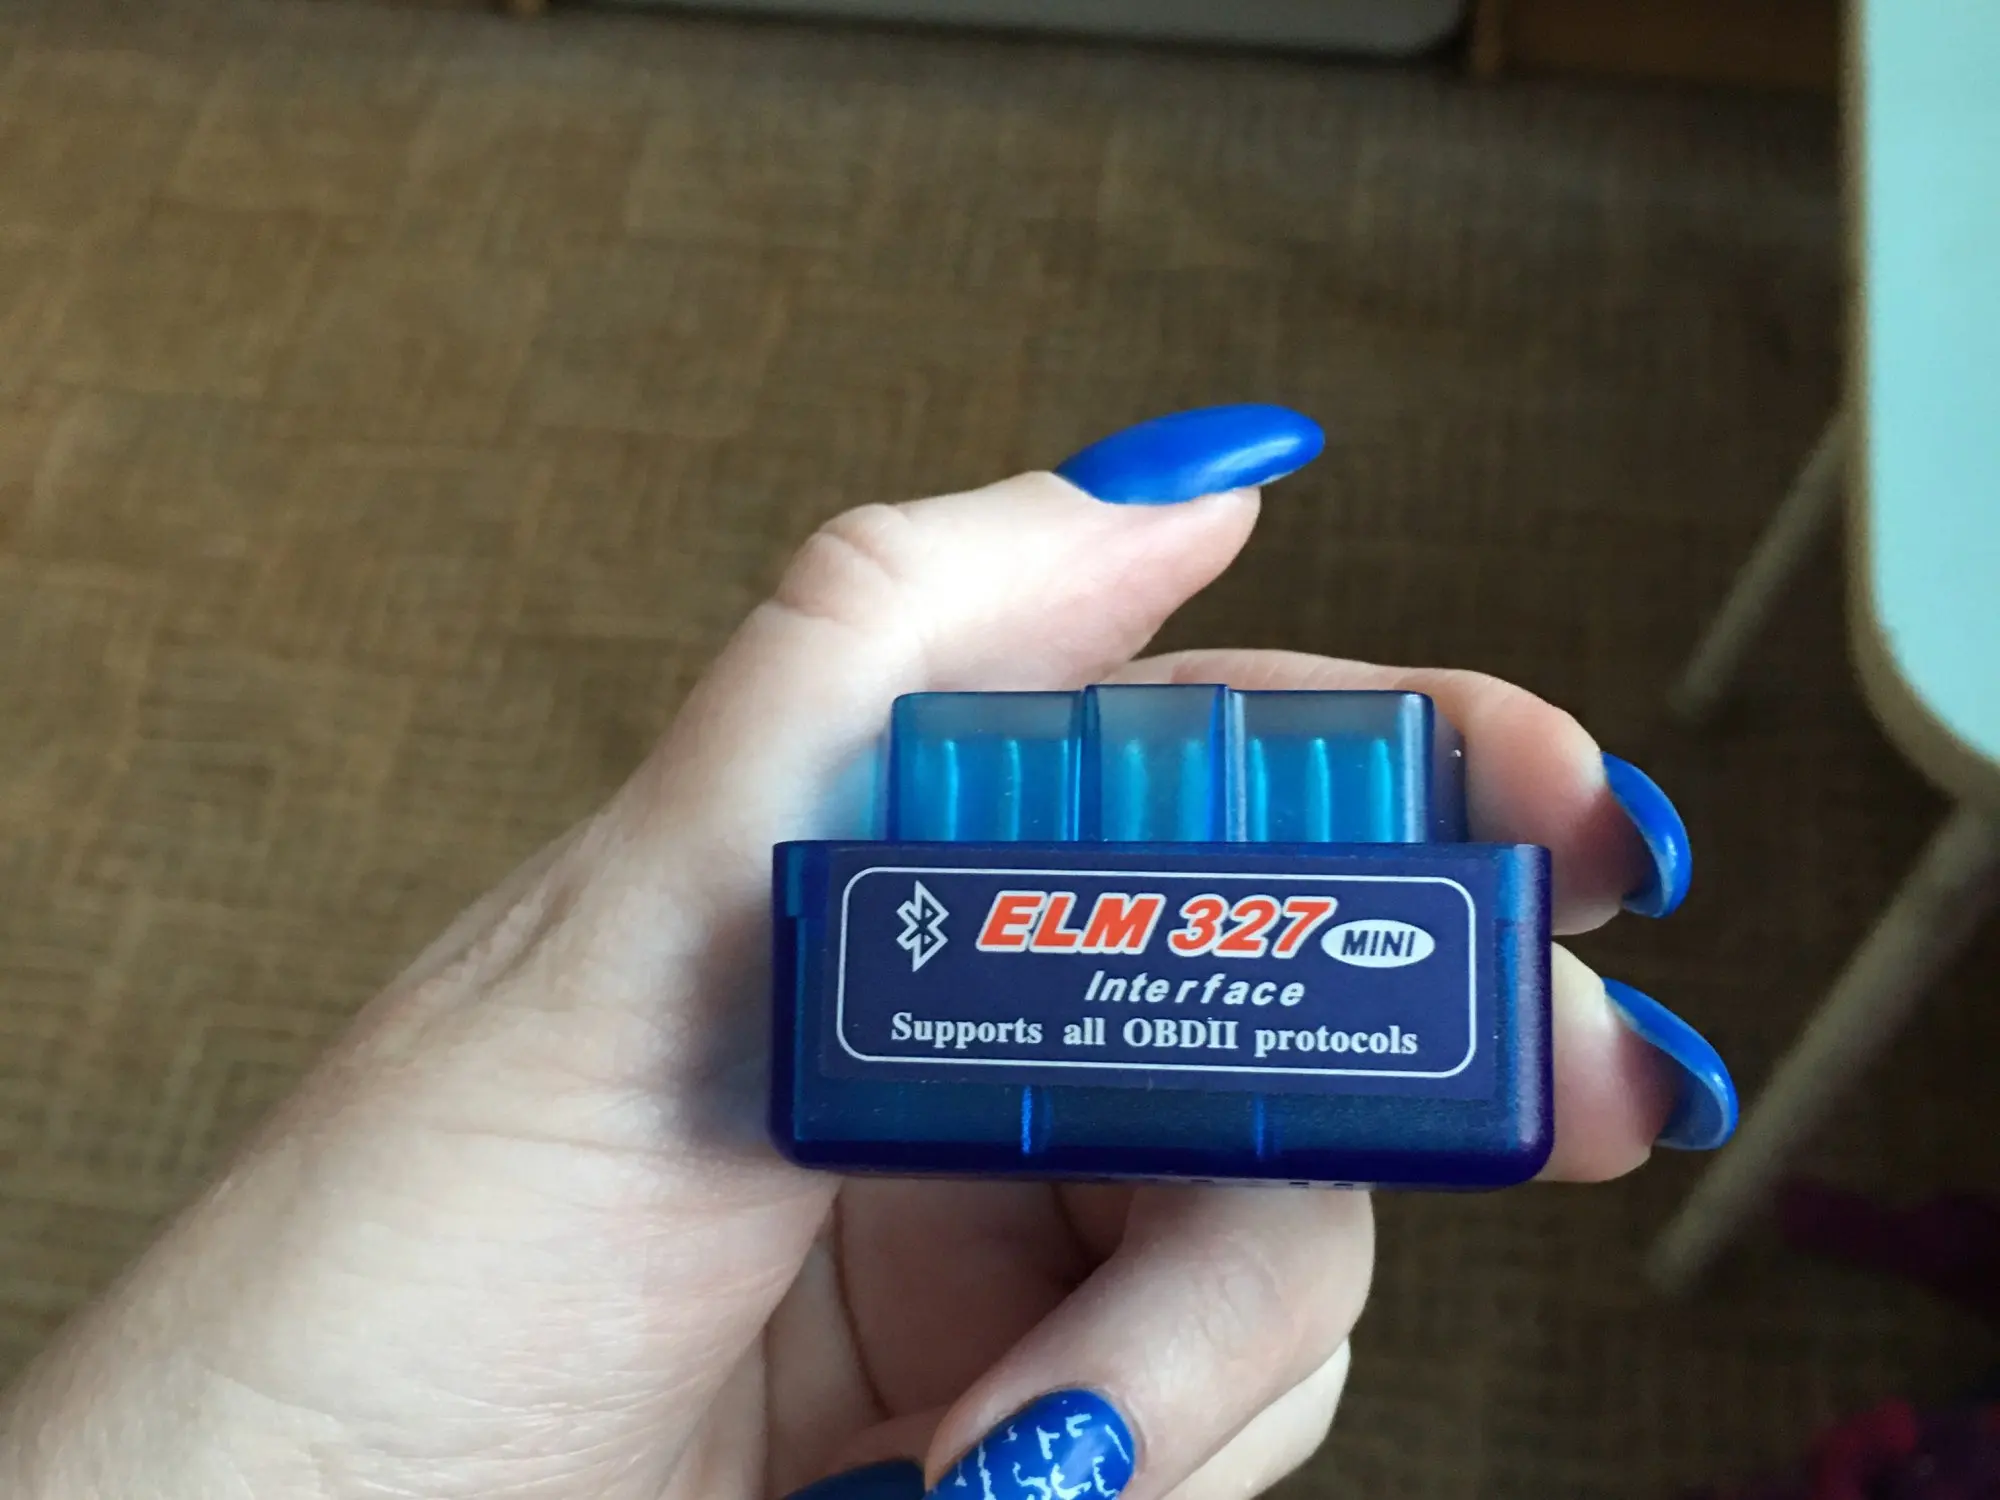 ELM 327 MINI
Interface
Supports all OBDII protocols